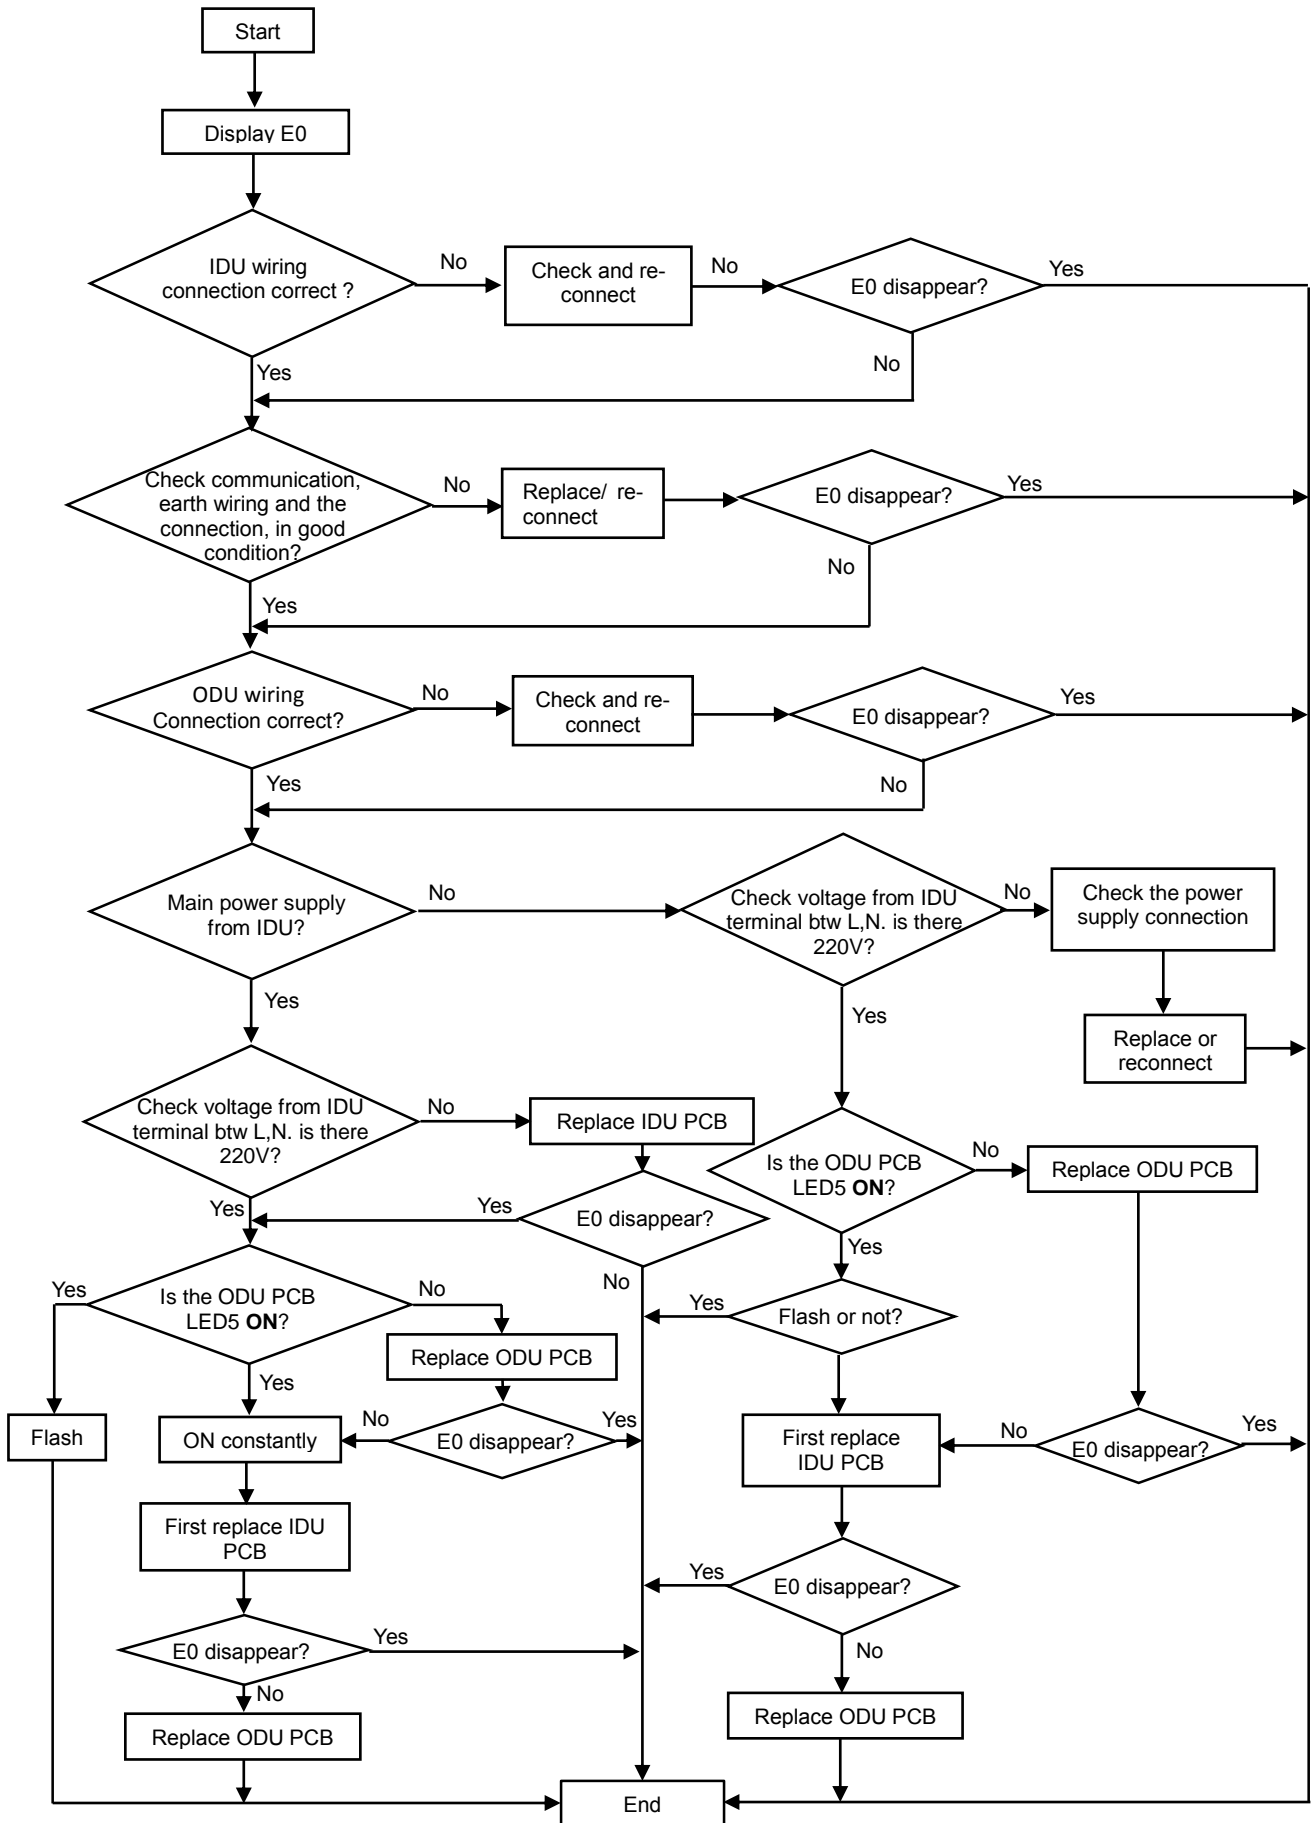 Start
Display E0
IDU wiring
connection correct ?
No
Check and re-
connect
No
E0 disappear?
Yes
No
Yes
Check communication,
earth wiring and the
connection, in good
condition?
No
Replace/ re-
connect
E0 disappear?
Yes
No
Yes
ODU wiring
Connection correct?
No
Check and re-
connect
E0 disappear?
Yes
No
Yes
Main power supply
from IDU?
No
Check voltage from IDU
terminal btw L,N. is there
220V?
No
Check the power
supply connection
Yes
Yes
Replace or
reconnect
Check voltage from IDU
terminal btw L,N. is there
220V?
No
Replace IDU PCB
Is the ODU PCB
LED5 ON?
No
Replace ODU PCB
Yes
Yes
E0 disappear?
No
Yes
Is the ODU PCB
LED5 ON?
Yes
No
Yes
Flash or not?
Replace ODU PCB
Yes
Flash
ON constantly
No
E0 disappear?
Yes
First replace
IDU PCB
No
E0 disappear?
Yes
First replace IDU
PCB
Yes
E0 disappear?
E0 disappear?
Yes
No
No
Replace ODU PCB
Replace ODU PCB
End